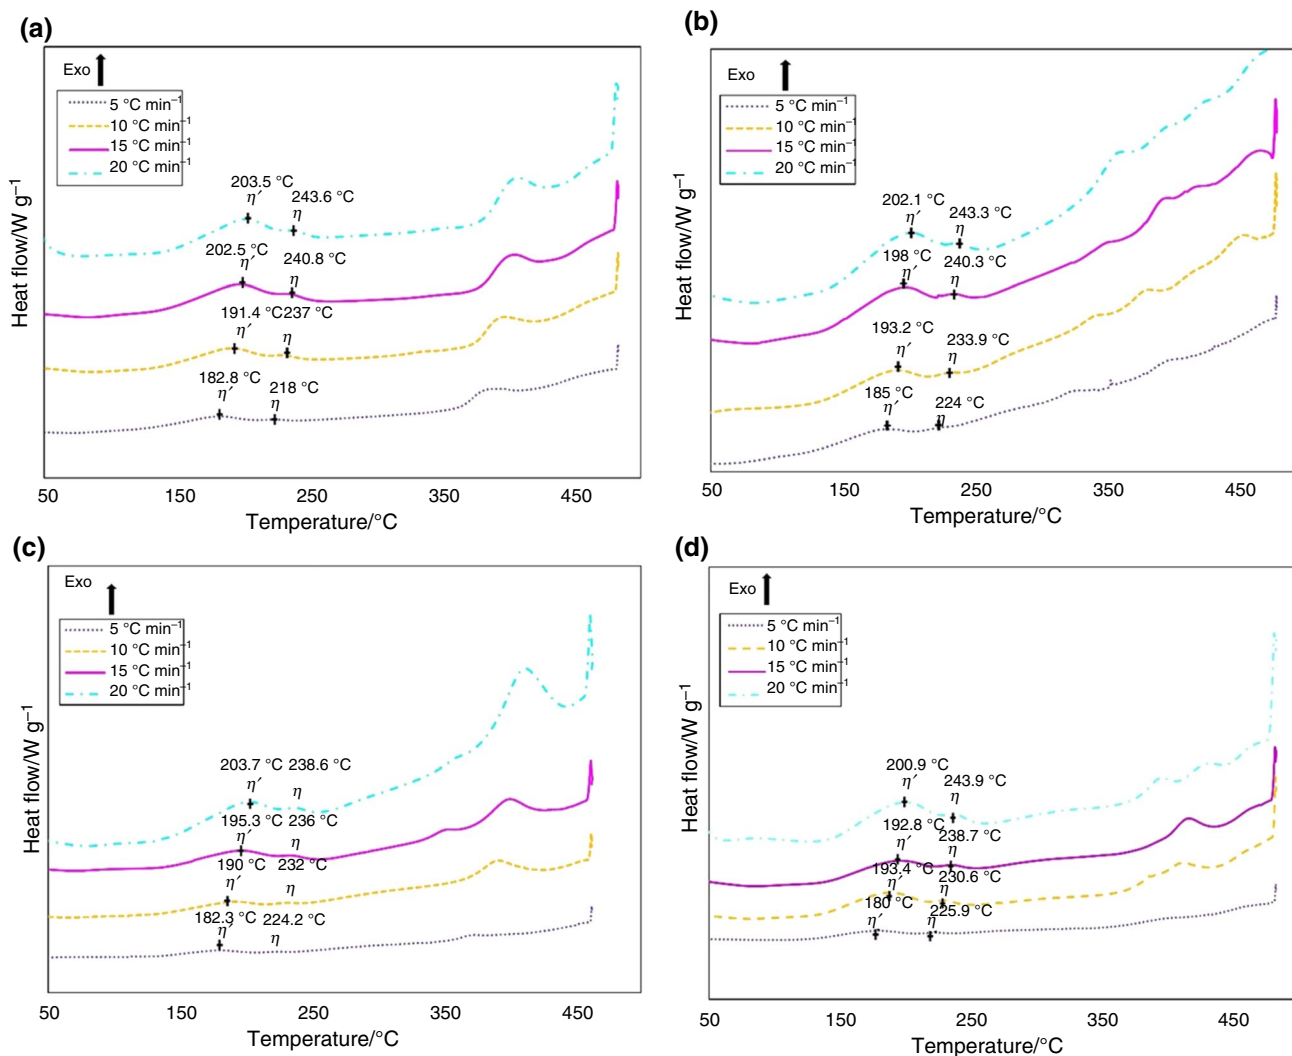 (a)
Exo
5 °C min⁻¹
10 °C min⁻¹
15 °C min⁻¹
20 °C min⁻¹
203.5 °C
η′
243.6 °C
η
202.5 °C
η′
240.8 °C
η
191.4 °C
η′
237 °C
η
182.8 °C
η′
218 °C
η
Heat flow/W g⁻¹
50
150
250
350
450
Temperature/°C
(b)
Exo
5 °C min⁻¹
10 °C min⁻¹
15 °C min⁻¹
20 °C min⁻¹
202.1 °C
η′
243.3 °C
η
198 °C
η′
240.3 °C
η
193.2 °C
η′
233.9 °C
η
185 °C
η′
224 °C
η
Heat flow/W g⁻¹
50
150
250
350
450
Temperature/°C
(c)
Exo
5 °C min⁻¹
10 °C min⁻¹
15 °C min⁻¹
20 °C min⁻¹
203.7 °C
η′
238.6 °C
η
195.3 °C
η′
236 °C
η
190 °C
η′
232 °C
η
182.3 °C
η′
224.2 °C
η
Heat flow/W g⁻¹
50
150
250
350
450
Temperature/°C
(d)
Exo
5 °C min⁻¹
10 °C min⁻¹
15 °C min⁻¹
20 °C min⁻¹
200.9 °C
η′
243.9 °C
η
192.8 °C
η′
238.7 °C
η
193.4 °C
η′
230.6 °C
η
180 °C
η′
225.9 °C
η
Heat flow/W g⁻¹
50
150
250
350
450
Temperature/°C